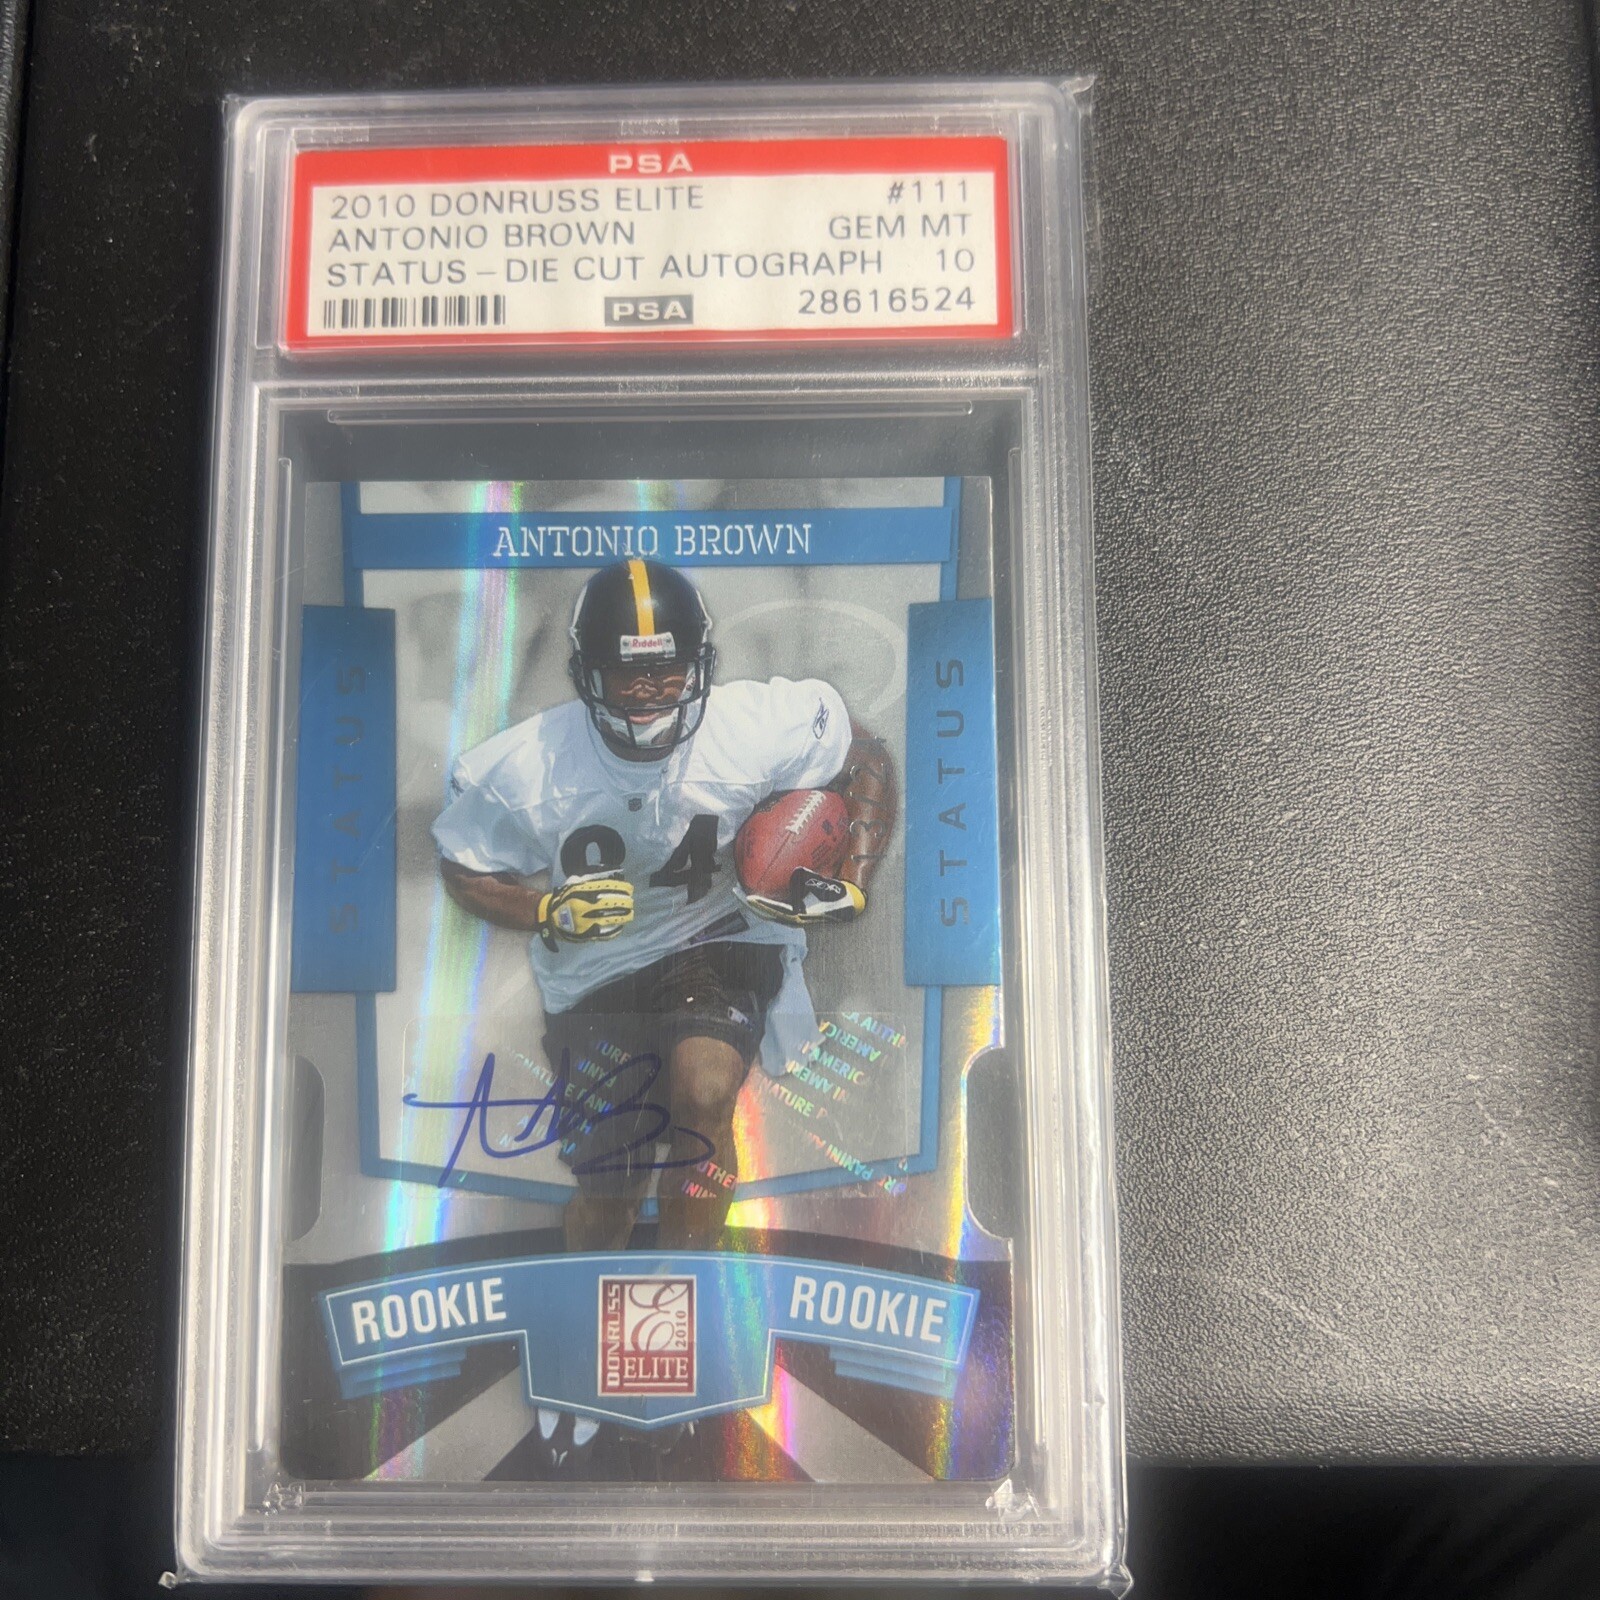 PSA
2010 DONRUSS ELITE #111
ANTONIO BROWN GEM MT
STATUS – DIE CUT AUTOGRAPH 10
PSA 28616524
ANTONIO BROWN
Riddell
STATUS
STATUS
84
ROOKIE
DONRUSS
E
2010
ELITE
ROOKIE